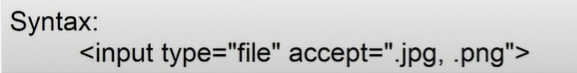 Syntax:
<input type="file" accept=".jpg, .png">